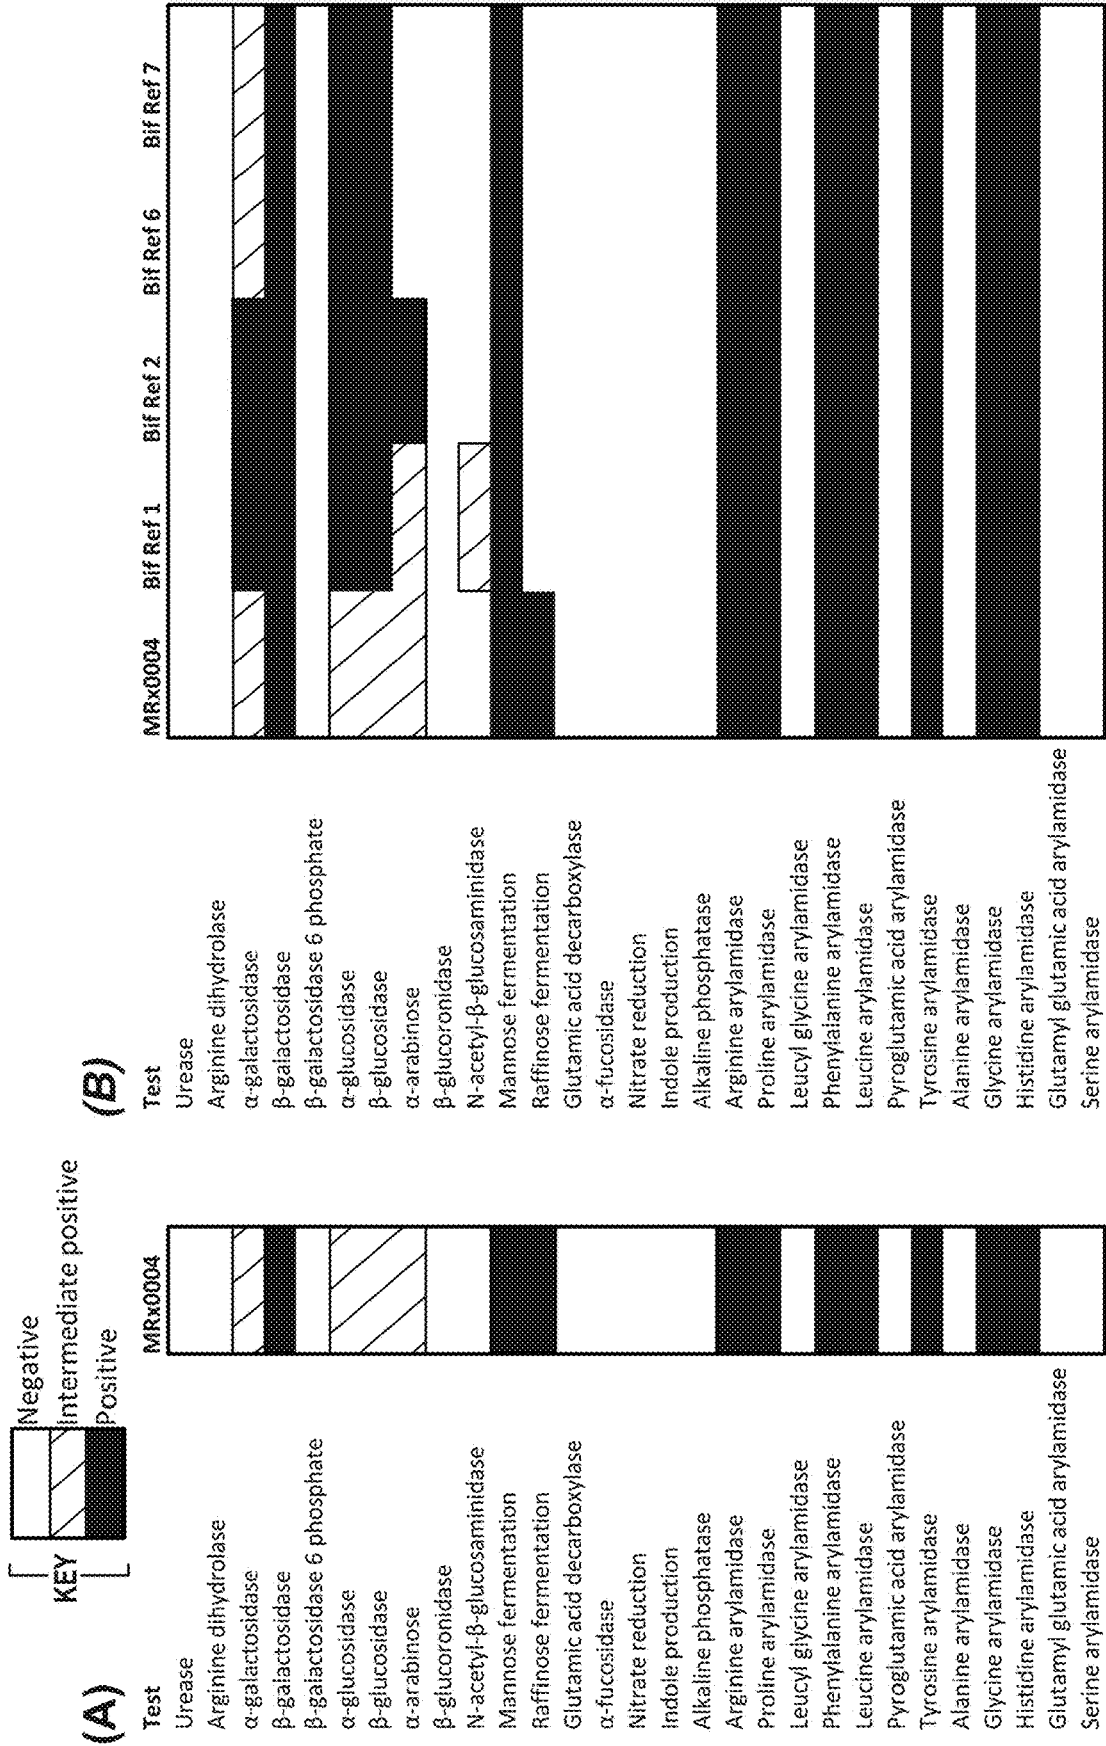 (A)
KEY
Negative
Intermediate positive
Positive
Test
MRx0004
Urease
Arginine dihydrolase
α-galactosidase
β-galactosidase
β-galactosidase 6 phosphate
α-glucosidase
β-glucosidase
α-arabinose
β-glucoronidase
N-acetyl-β-glucosaminidase
Mannose fermentation
Raffinose fermentation
Glutamic acid decarboxylase
α-fucosidase
Nitrate reduction
Indole production
Alkaline phosphatase
Arginine arylamidase
Proline arylamidase
Leucyl glycine arylamidase
Phenylalanine arylamidase
Leucine arylamidase
Pyroglutamic acid arylamidase
Tyrosine arylamidase
Alanine arylamidase
Glycine arylamidase
Histidine arylamidase
Glutamyl glutamic acid arylamidase
Serine arylamidase
(B)
Test
MRx0004 Bif Ref 1 Bif Ref 2 Bif Ref 6 Bif Ref 7
Urease
Arginine dihydrolase
α-galactosidase
β-galactosidase
β-galactosidase 6 phosphate
α-glucosidase
β-glucosidase
α-arabinose
β-glucoronidase
N-acetyl-β-glucosaminidase
Mannose fermentation
Raffinose fermentation
Glutamic acid decarboxylase
α-fucosidase
Nitrate reduction
Indole production
Alkaline phosphatase
Arginine arylamidase
Proline arylamidase
Leucyl glycine arylamidase
Phenylalanine arylamidase
Leucine arylamidase
Pyroglutamic acid arylamidase
Tyrosine arylamidase
Alanine arylamidase
Glycine arylamidase
Histidine arylamidase
Glutamyl glutamic acid arylamidase
Serine arylamidase